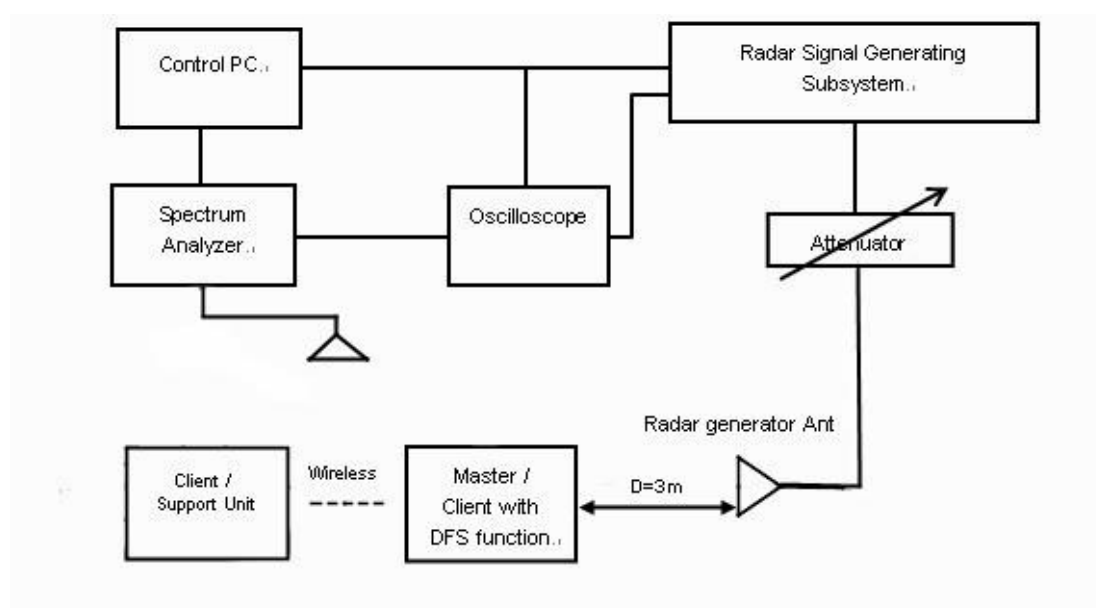 Control PC.
Radar Signal Generating
Subsystem.
Spectrum
Analyzer.
Oscilloscope
Attenuator
Radar generator Ant
Client /
Support Unit
Wireless
Master /
Client with
DFS function.
D=3m